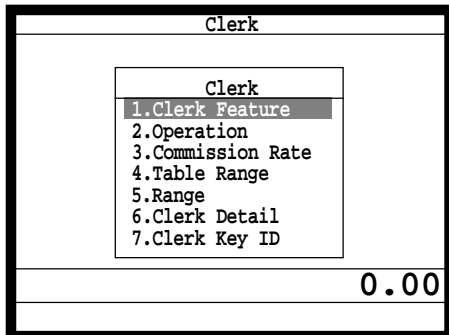 Clerk
Clerk
1.Clerk Feature
2.Operation
3.Commission Rate
4.Table Range
5.Range
6.Clerk Detail
7.Clerk Key ID
0.00